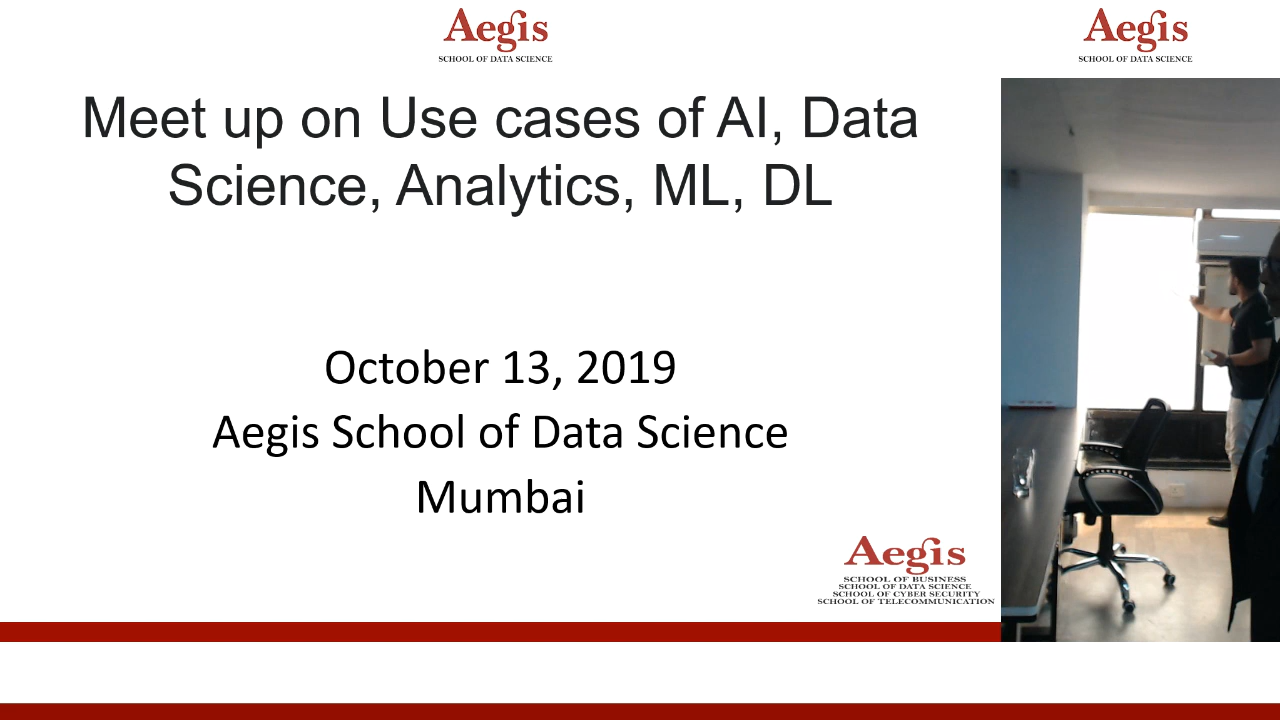 Aegis
SCHOOL OF DATA SCIENCE
Aegis
SCHOOL OF DATA SCIENCE
Meet up on Use cases of AI, Data
Science, Analytics, ML, DL
October 13, 2019
Aegis School of Data Science
Mumbai
Aegis
SCHOOL OF BUSINESS
SCHOOL OF DATA SCIENCE
SCHOOL OF CYBER SECURITY
SCHOOL OF TELECOMMUNICATION